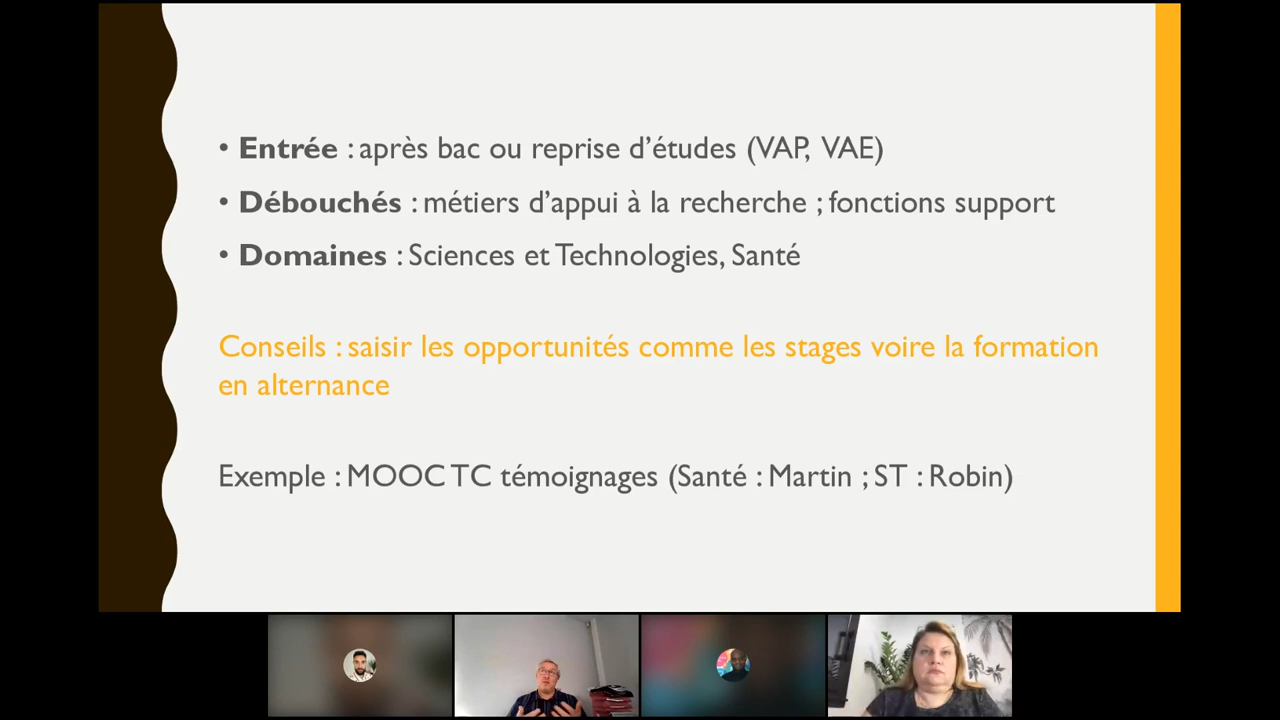 • Entrée : après bac ou reprise d’études (VAP, VAE)
• Débouchés : métiers d’appui à la recherche ; fonctions support
• Domaines : Sciences et Technologies, Santé
Conseils : saisir les opportunités comme les stages voire la formation
en alternance
Exemple : MOOC TC témoignages (Santé : Martin ; ST : Robin)